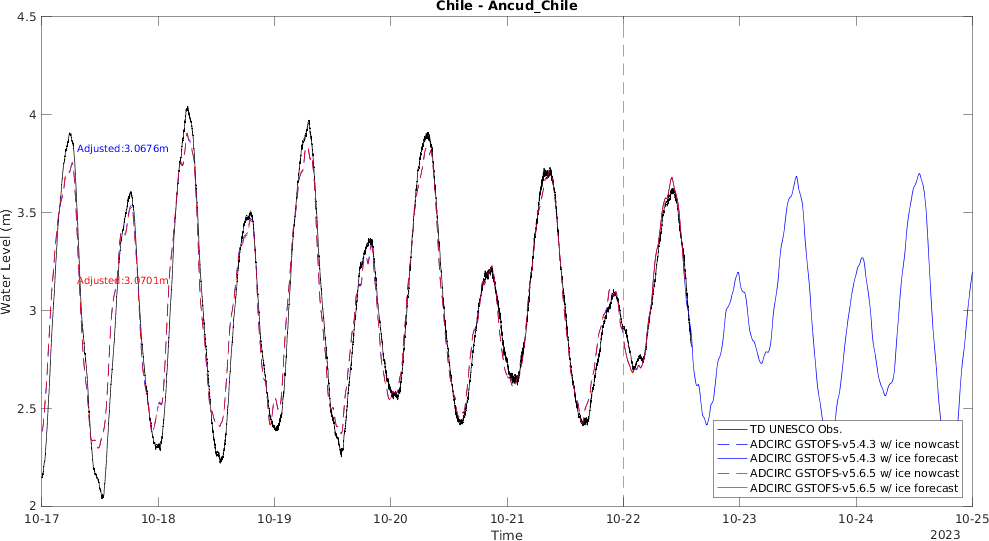 Chile - Ancud_Chile
4.5
4
3.5
3
2.5
2
Water Level (m)
Adjusted:3.0676m
Adjusted:3.0701m
TD UNESCO Obs.
ADCIRC GSTOFS-v5.4.3 w/ ice nowcast
ADCIRC GSTOFS-v5.4.3 w/ ice forecast
ADCIRC GSTOFS-v5.6.5 w/ ice nowcast
ADCIRC GSTOFS-v5.6.5 w/ ice forecast
10-17 10-18 10-19 10-20 10-21 10-22 10-23 10-24 10-25
Time
2023